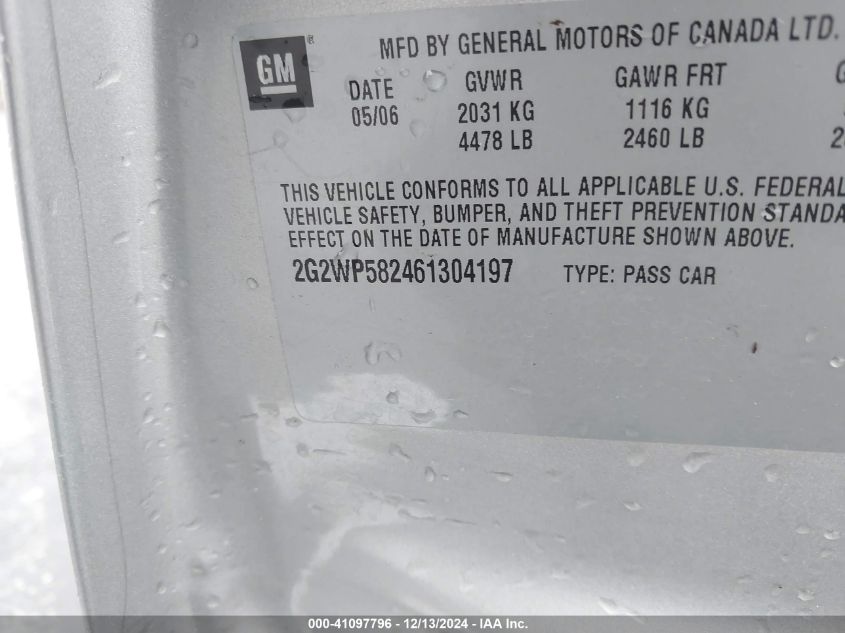 GM ®
MFD BY GENERAL MOTORS OF CANADA LTD.
DATE GVWR GAWR FRT
05/06 2031 KG 1116 KG
4478 LB 2460 LB
THIS VEHICLE CONFORMS TO ALL APPLICABLE U.S. FEDERAL
VEHICLE SAFETY, BUMPER, AND THEFT PREVENTION
EFFECT ON THE DATE OF MANUFACTURE SHOWN ABOVE.
2G2WP582461304197 TYPE: PASS CAR
000-41097796 - 12/13/2024 - IAA Inc.